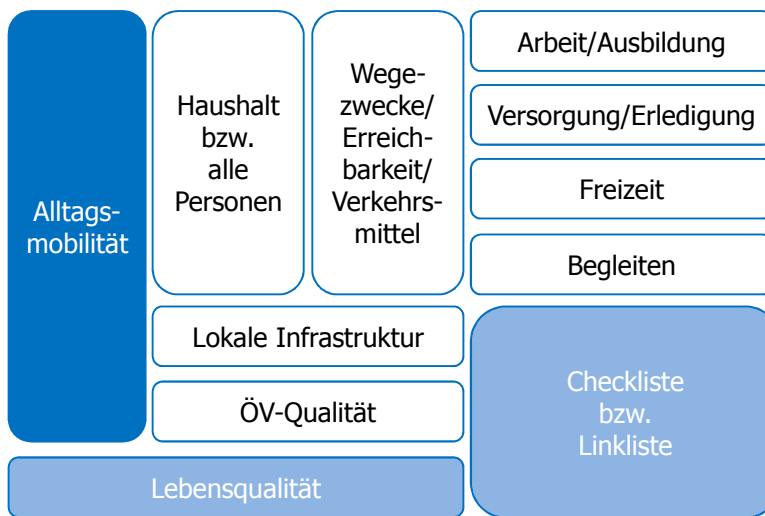 Alltags-
mobilität
Haushalt
bzw.
alle
Personen
Wege-
zwecke/
Erreich-
barkeit/
Verkehrs-
mittel
Arbeit/Ausbildung
Versorgung/Erledigung
Freizeit
Begleiten
Lokale Infrastruktur
ÖV-Qualität
Checkliste
bzw.
Linkliste
Lebensqualität